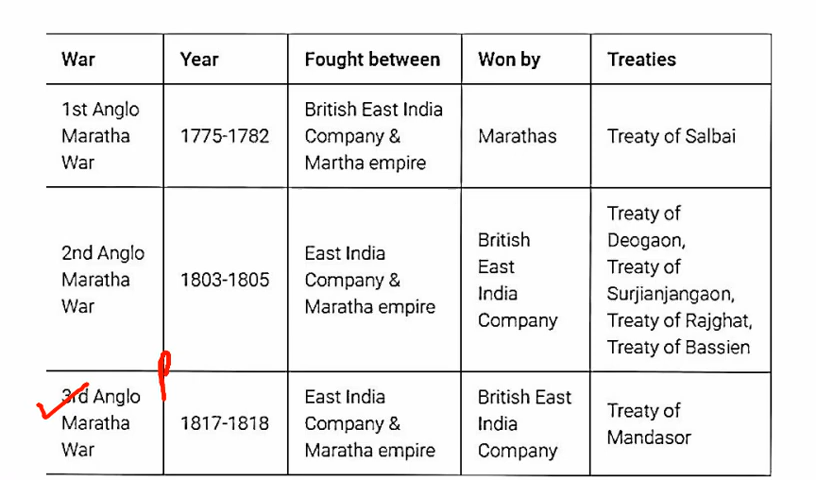 War Year Fought between Won by Treaties
1st Anglo
Maratha
War
1775-1782
British East India
Company &
Martha empire
Marathas
Treaty of Salbai
2nd Anglo
Maratha
War
1803-1805
East India
Company &
Maratha empire
British
East
India
Company
Treaty of
Deogaon,
Treaty of
Surjianjangaon,
Treaty of Rajghat,
Treaty of Bassien
3rd Anglo
Maratha
War
1817-1818
East India
Company &
Maratha empire
British East
India
Company
Treaty of
Mandasor